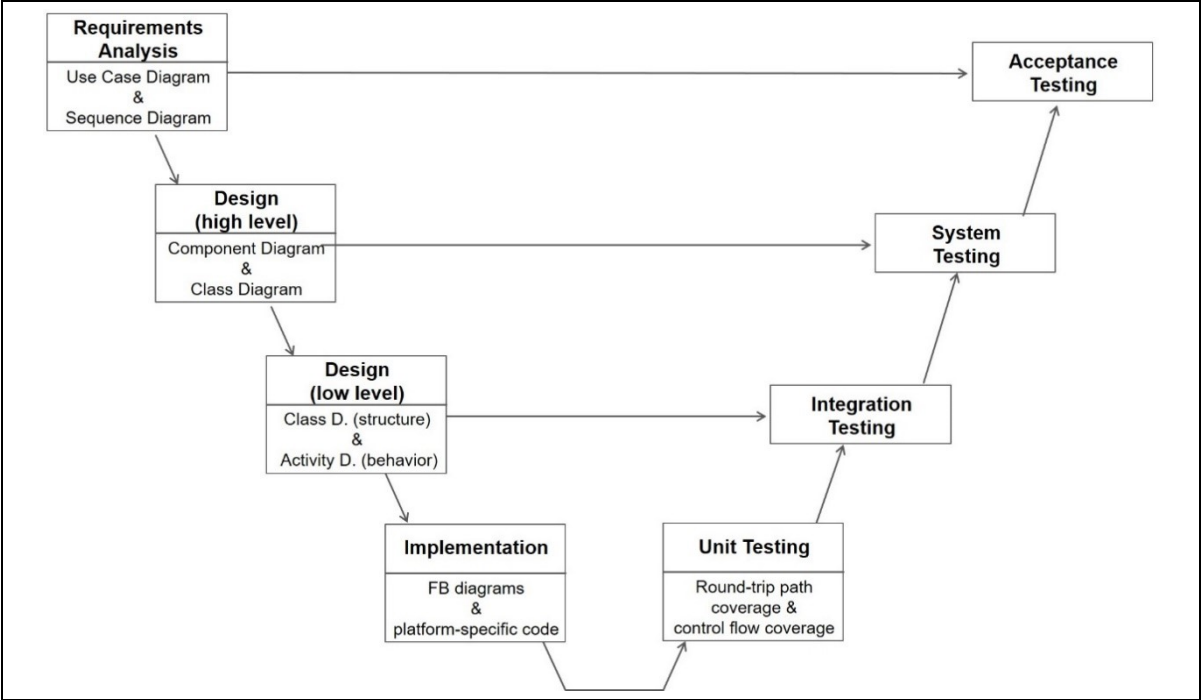 Requirements
Analysis
Use Case Diagram
&
Sequence Diagram
Acceptance
Testing
Design
(high level)
Component Diagram
&
Class Diagram
System
Testing
Design
(low level)
Class D. (structure)
&
Activity D. (behavior)
Integration
Testing
Implementation
FB diagrams
&
platform-specific code
Unit Testing
Round-trip path
coverage &
control flow coverage